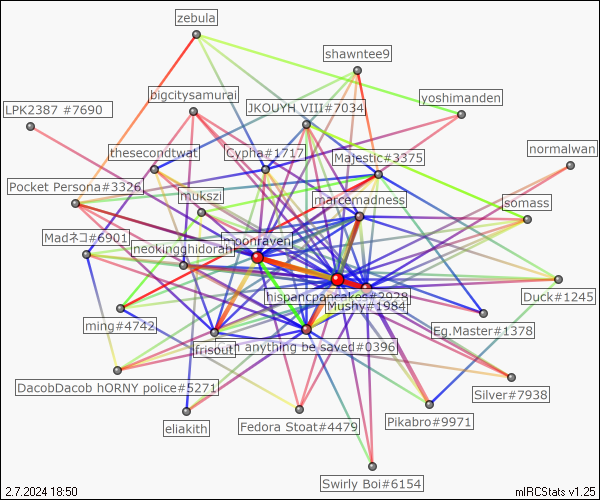 zebula
shawntee9
bigcitysamurai
yoshimanden
LPK2387 #7690
JKOUYH VIII#7034
thesecondtwat
Cypha#1717
Majestic#3375
normalwan
Pocket Persona#3326
mukszi
marcemadness
somass
Madネコ#6901
neokingghidorah
moonraven
hispancpancakes#2928
Duck#1245
Mushy#1984
ming#4742
Eg.Master#1378
frisout
ah anything be saved#0396
DacobDacob hORNY police#5271
Silver#7938
eliakith
Fedora Stoat#4479
Pikabro#9971
Swirly Boi#6154
2.7.2024 18:50
mIRCStats v1.25